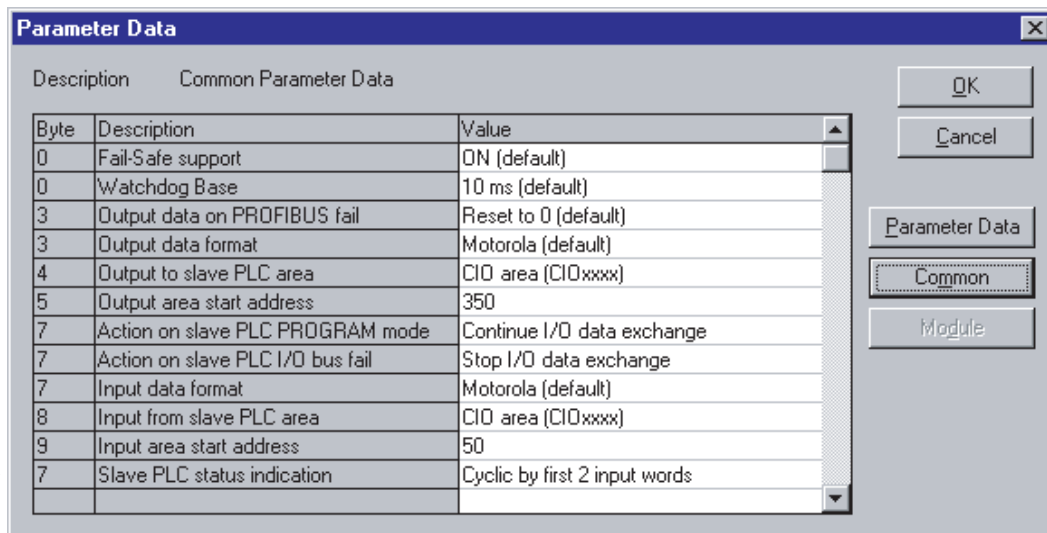 Parameter Data
Description Common Parameter Data
OK
Cancel
Byte Description Value
0 Fail-Safe support ON (default)
0 Watchdog Base 10 ms (default)
3 Output data on PROFIBUS fail Reset to 0 (default)
3 Output data format Motorola (default)
4 Output to slave PLC area CIO area (CIOxxxx)
5 Output area start address 350
7 Action on slave PLC PROGRAM mode Continue I/O data exchange
7 Action on slave PLC I/O bus fail Stop I/O data exchange
7 Input data format Motorola (default)
8 Input from slave PLC area CIO area (CIOxxxx)
9 Input area start address 50
7 Slave PLC status indication Cyclic by first 2 input words
Parameter Data
Common
Module